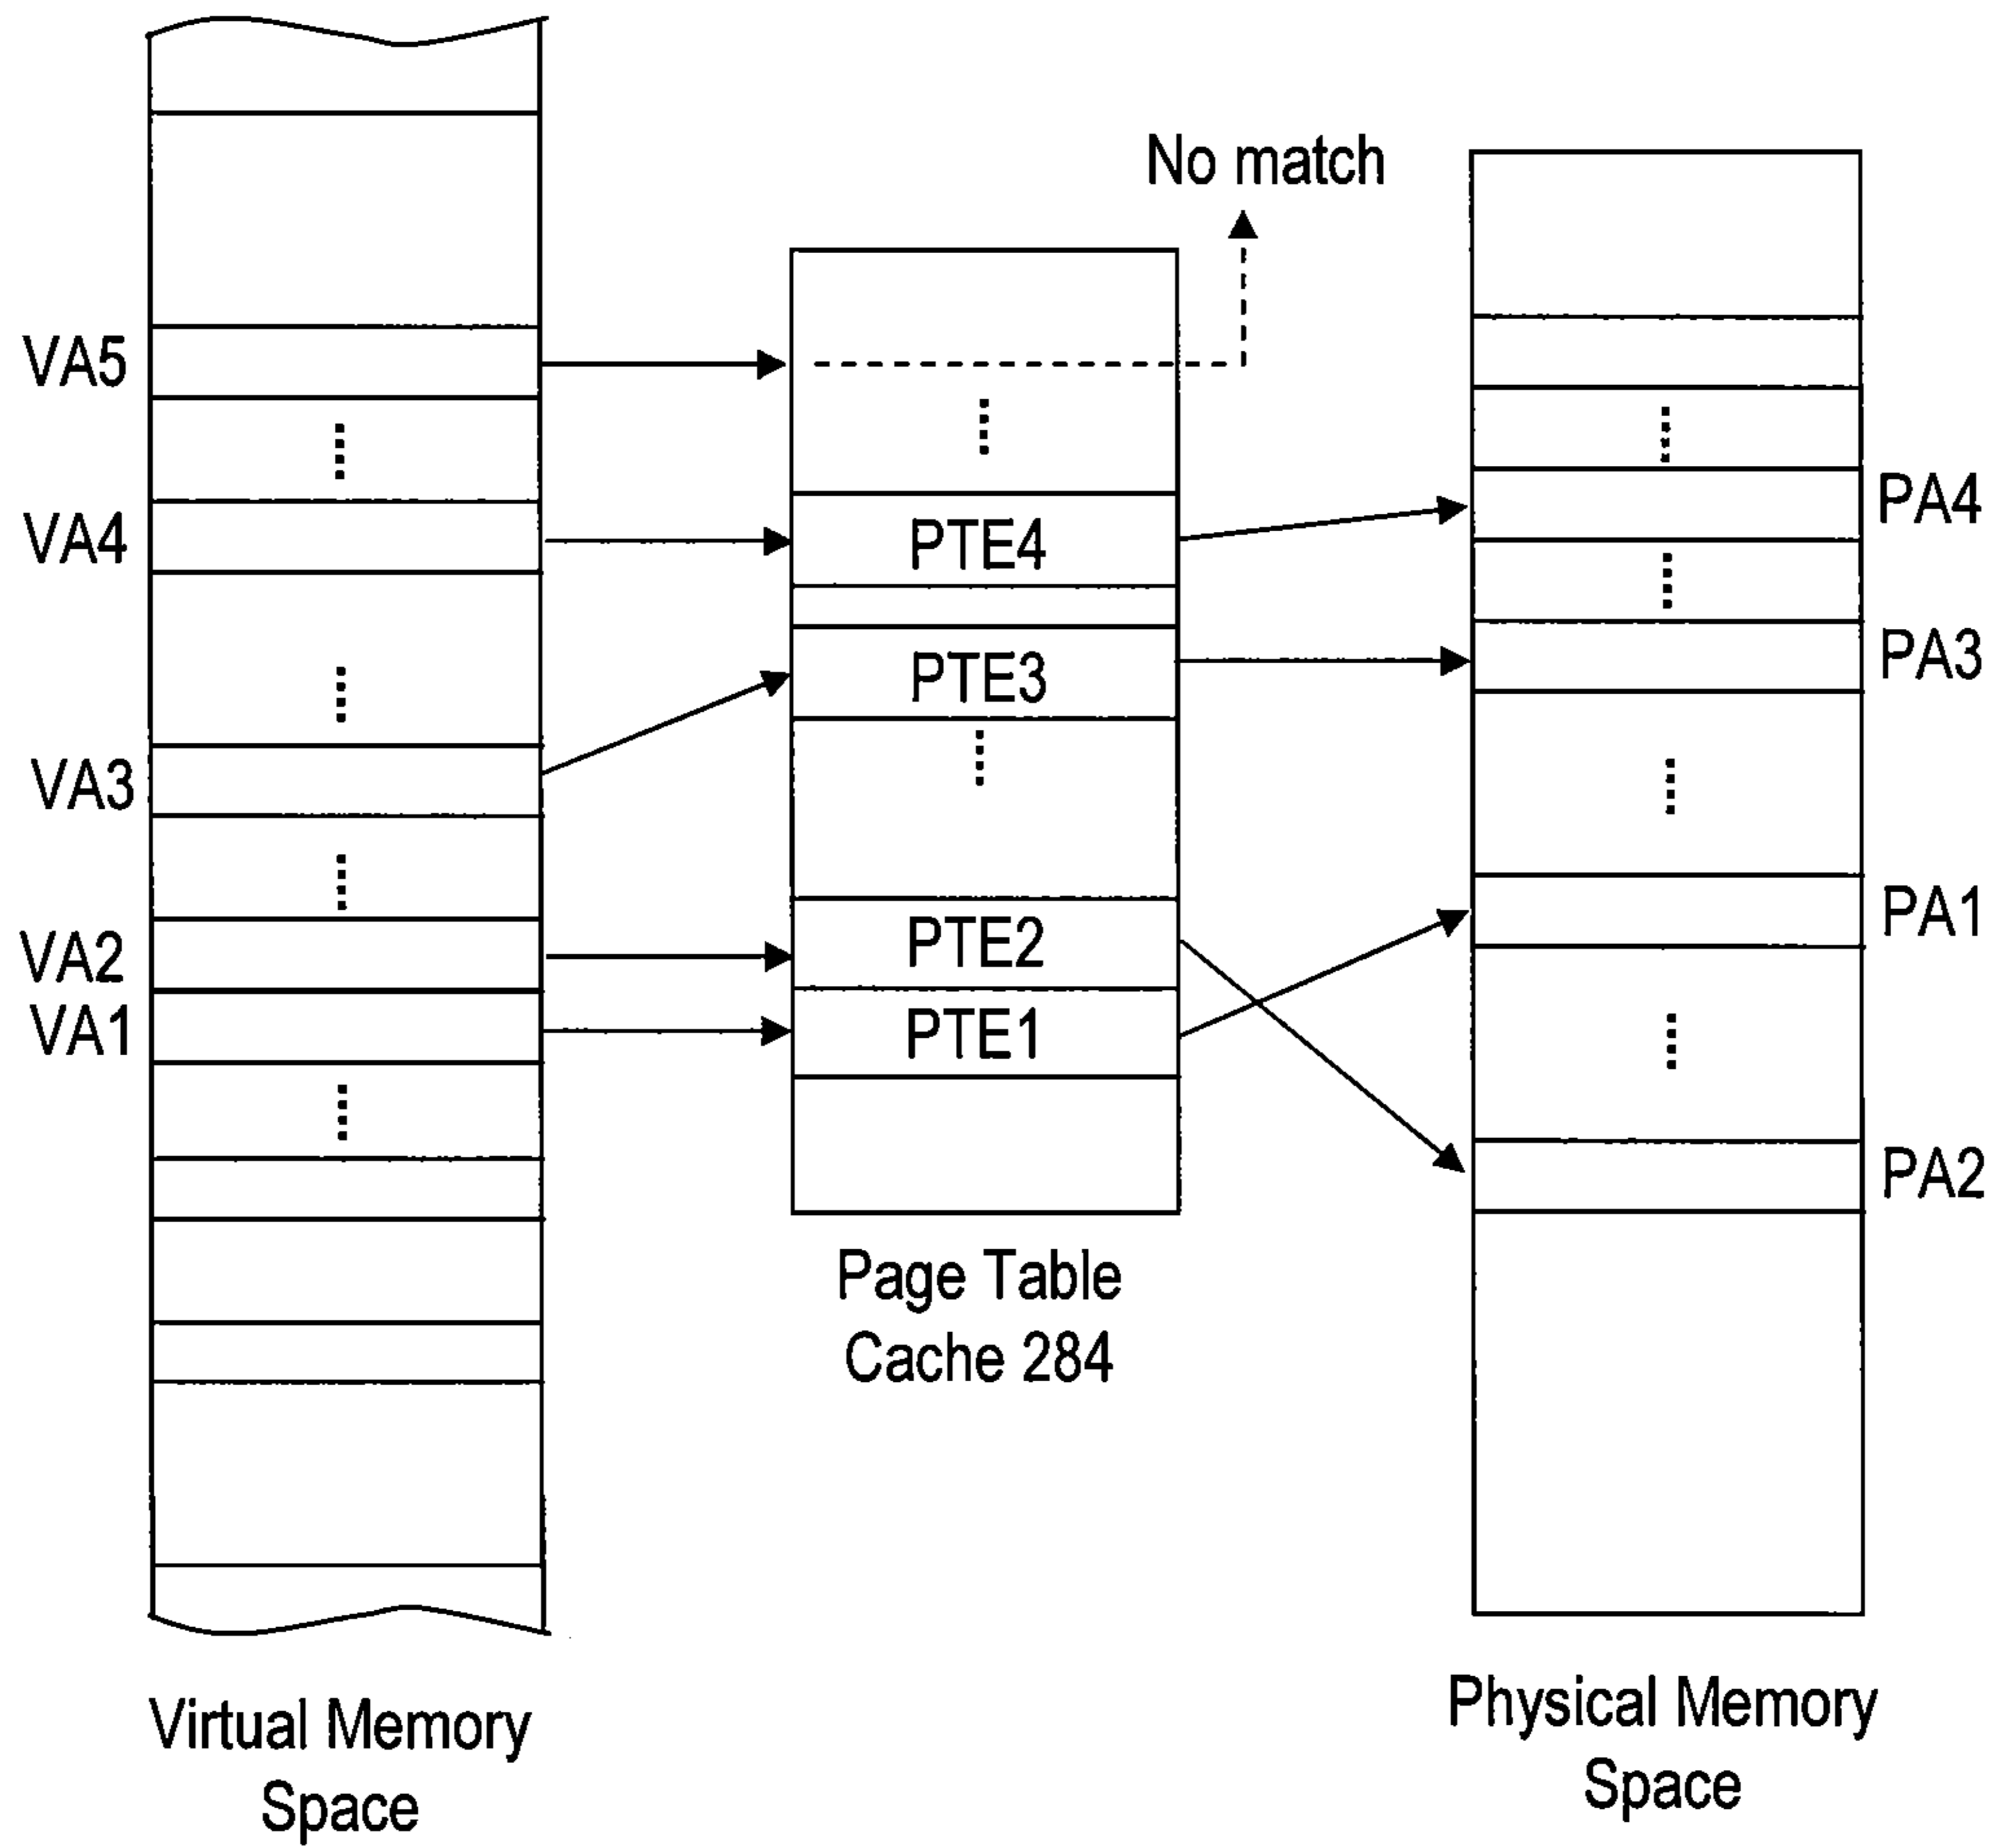 No match
VA5
VA4
PTE4
PA4
PTE3
PA3
VA3
PA1
VA2
PTE2
VA1
PTE1
PA2
Page Table
Cache 284
Virtual Memory
Space
Physical Memory
Space